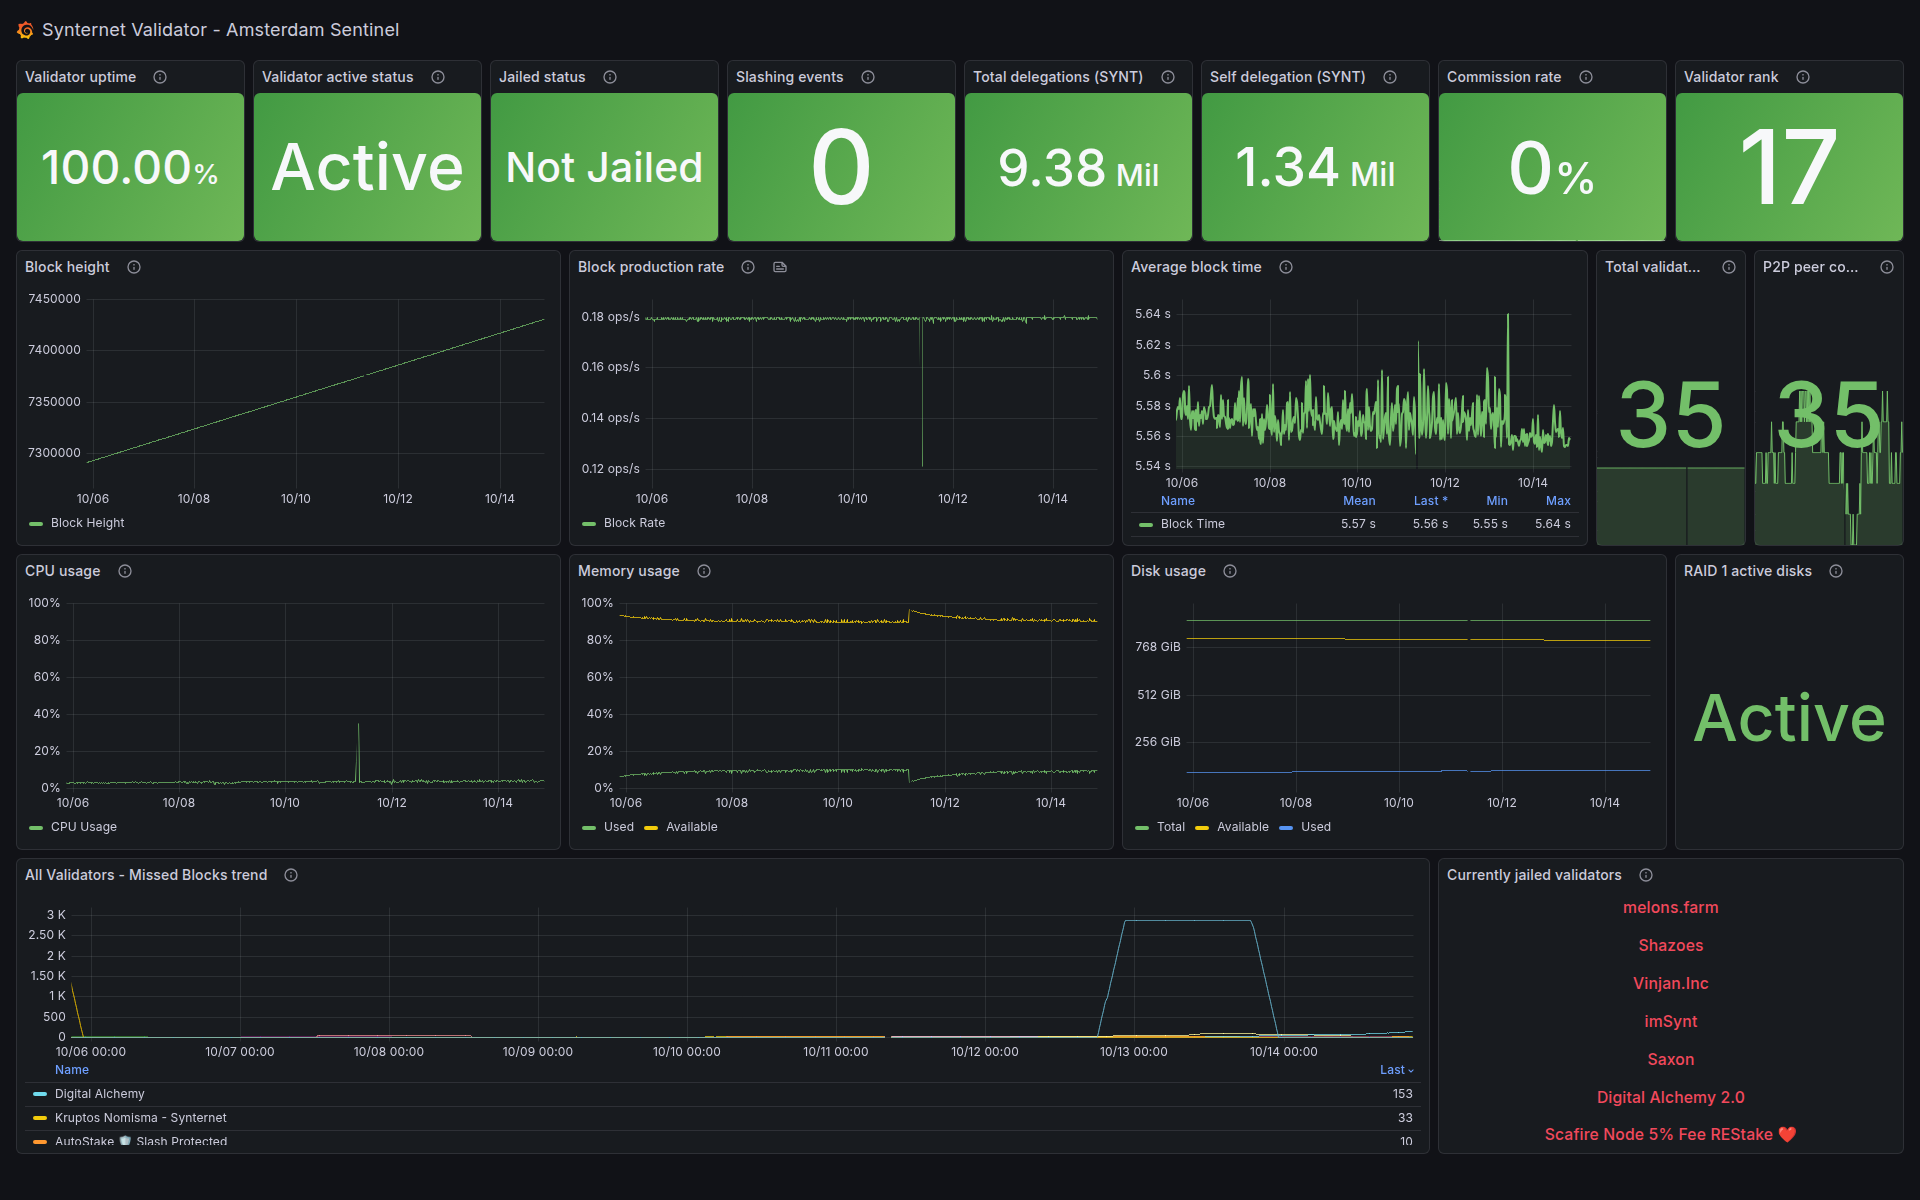 Synternet Validator - Amsterdam Sentinel
Validator uptime
100.00%
Validator active status
Active
Jailed status
Not Jailed
Slashing events
0
Total delegations (SYNT)
9.38 Mil
Self delegation (SYNT)
1.34 Mil
Commission rate
0%
Validator rank
17
Block height
7450000
7400000
7350000
7300000
10/06 10/08 10/10 10/12 10/14
Block Height
Block production rate
0.18 ops/s
0.16 ops/s
0.14 ops/s
0.12 ops/s
10/06 10/08 10/10 10/12 10/14
Block Rate
Average block time
5.64 s
5.62 s
5.6 s
5.58 s
5.56 s
5.54 s
10/06 10/08 10/10 10/12 10/14
Name Mean Last * Min Max
Block Time 5.57 s 5.56 s 5.55 s 5.64 s
Total validat...
35
P2P peer co...
35
CPU usage
100%
80%
60%
40%
20%
0%
10/06 10/08 10/10 10/12 10/14
CPU Usage
Memory usage
100%
80%
60%
40%
20%
0%
10/06 10/08 10/10 10/12 10/14
Used Available
Disk usage
768 GiB
512 GiB
256 GiB
10/06 10/08 10/10 10/12 10/14
Total Available Used
RAID 1 active disks
Active
All Validators - Missed Blocks trend
3 K
2.50 K
2 K
1.50 K
1 K
500
0
10/06 00:00 10/07 00:00 10/08 00:00 10/09 00:00 10/10 00:00 10/11 00:00 10/12 00:00 10/13 00:00 10/14 00:00
Name Last
Digital Alchemy 153
Kruptos Nomisma - Synternet 33
AutoStake 🛡️ Slash Protected 10
Currently jailed validators
melons.farm
Shazoes
Vinjan.Inc
imSynt
Saxon
Digital Alchemy 2.0
Scafire Node 5% Fee REStake ❤️